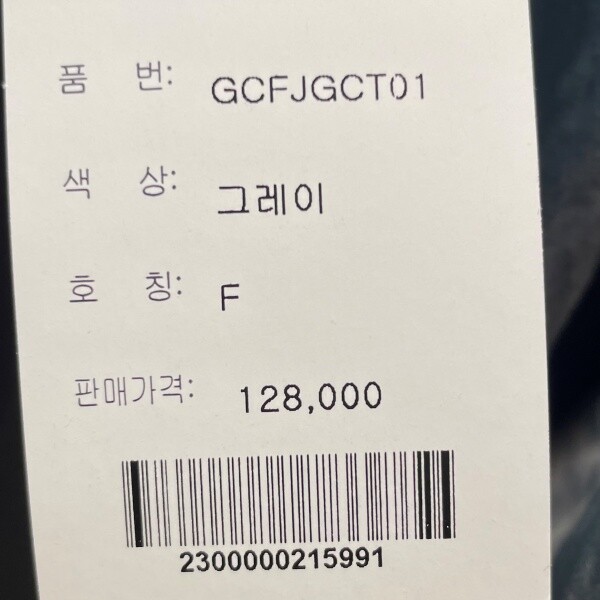 품 번: GCFJGCT01
색 상: 그레이
호 칭: F
판매가격: 128,000
2300000215991